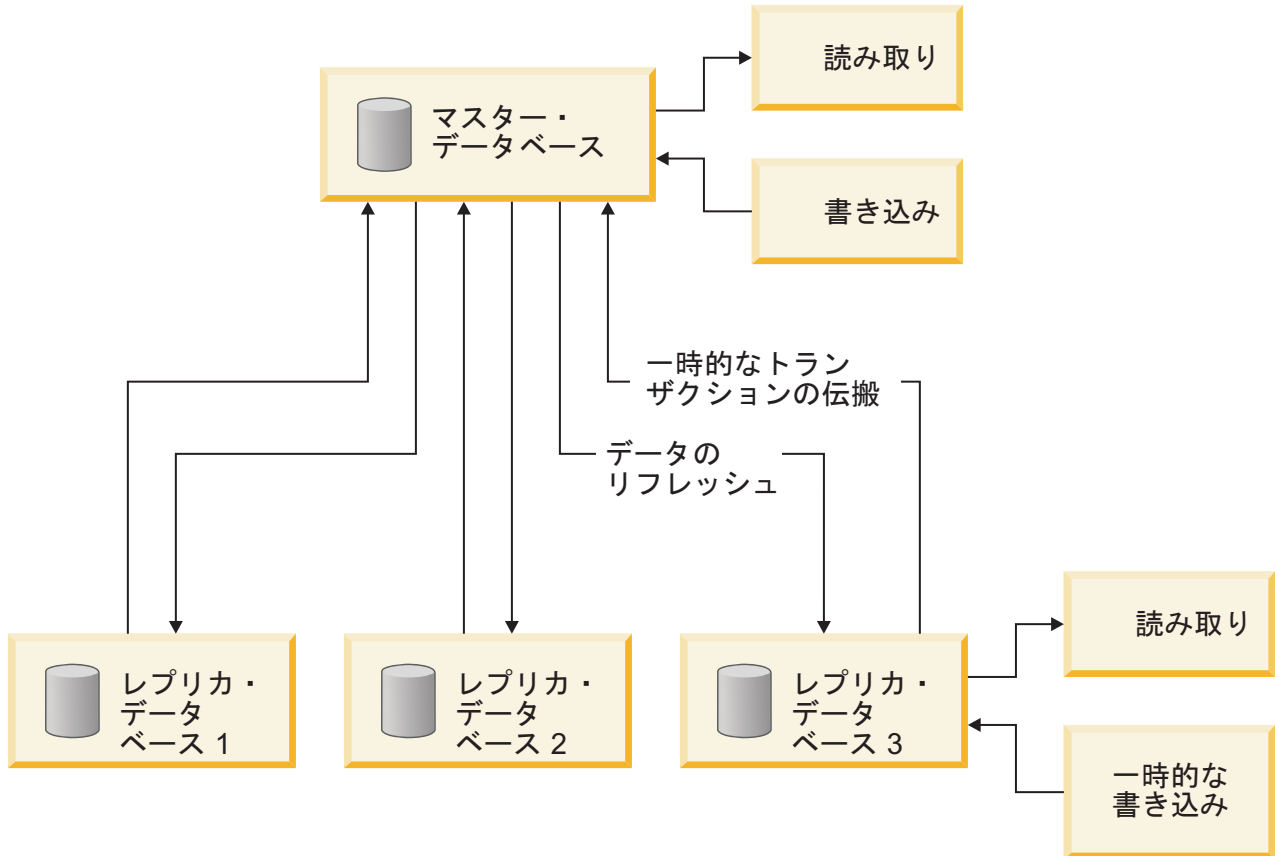 読み取り
マスター・
データベース
書き込み
一時的なトラン
ザクションの伝搬
データの
リフレッシュ
レプリカ・
データ
ベース 1
レプリカ・
データ
ベース 2
レプリカ・
データ
ベース 3
読み取り
一時的な
書き込み